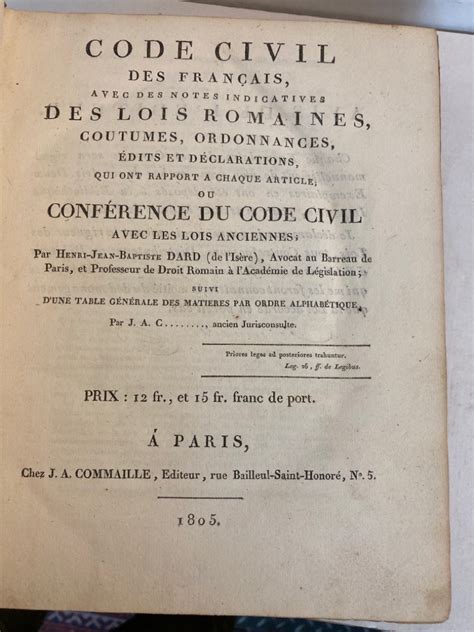 CODE CIVIL
DES FRANÇAIS,
AVEC DES NOTES INDICATIVES
DES LOIS ROMAINES,
COUTUMES, ORDONNANCES,
ÉDITS ET DÉCLARATIONS,
QUI ONT RAPPORT A CHAQUE ARTICLE;
OU
CONFÉRENCE DU CODE CIVIL
AVEC LES LOIS ANCIENNES;
Par HENRI-JEAN-BAPTISTE DARD (de l'Isère), Avocat au Barreau de
Paris, et Professeur de Droit Romain à l'Académie de Législation;
SUIVI
D'UNE TABLE GÉNÉRALE DES MATIERES PAR ORDRE ALPHABÉTIQUE,
Par J. A. C........, ancien Jurisconsulte.
Priores leges ad posteriores trahuntur.
Leg. 26, ff. de Legibus.
PRIX : 12 fr., et 15 fr. franc de port.
Á PARIS,
Chez J. A. COMMAILLE, Editeur, rue Bailleul-Saint-Honoré, N°. 5.
1805.